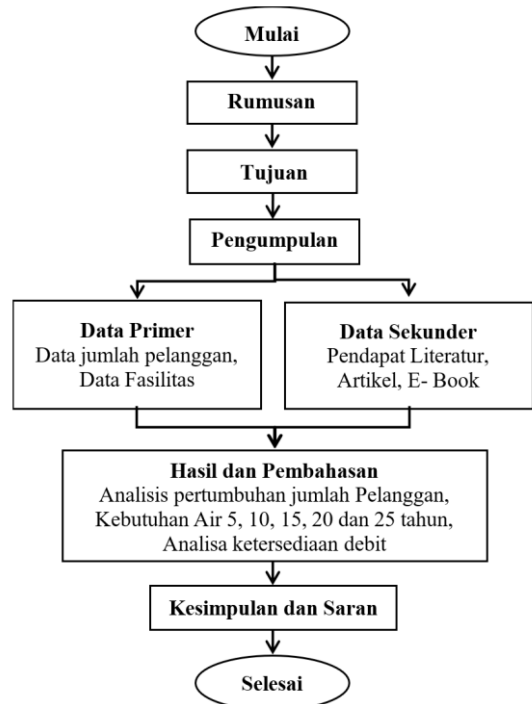 Mulai
Rumusan
Tujuan
Pengumpulan
Data Primer
Data jumlah pelanggan,
Data Fasilitas
Data Sekunder
Pendapat Literatur,
Artikel, E- Book
Hasil dan Pembahasan
Analisis pertumbuhan jumlah Pelanggan,
Kebutuhan Air 5, 10, 15, 20 dan 25 tahun,
Analisa ketersediaan debit
Kesimpulan dan Saran
Selesai